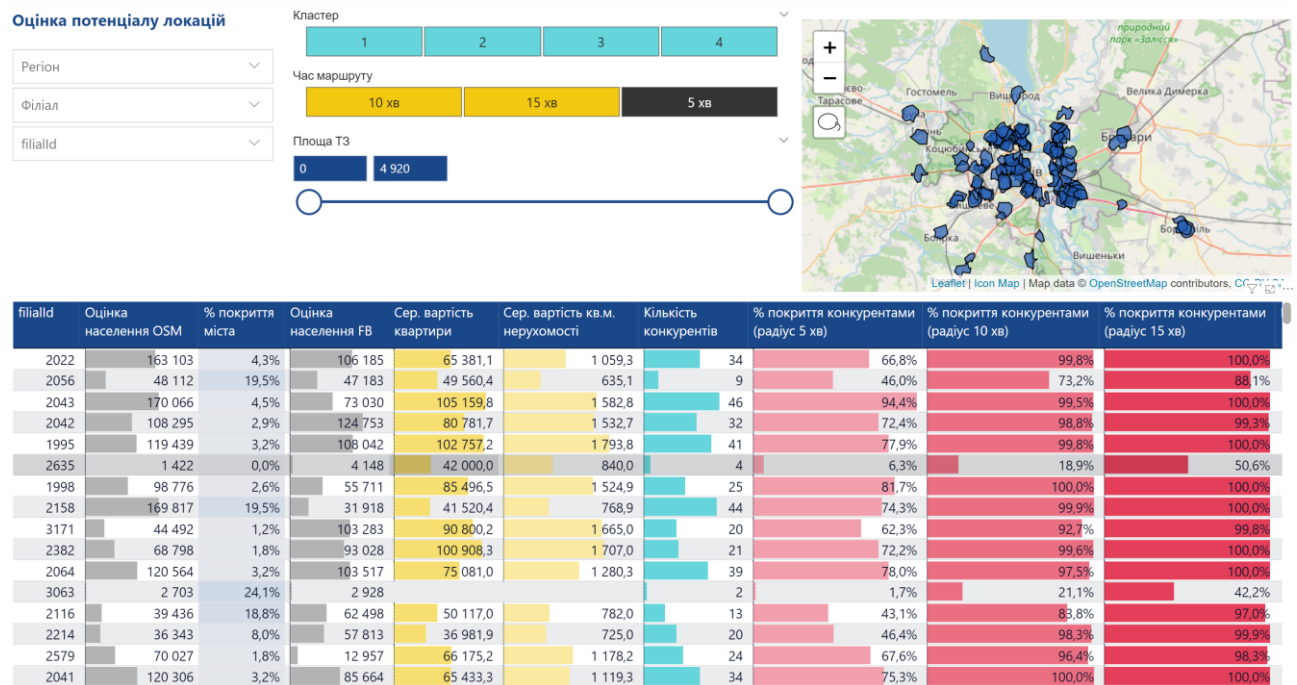 Оцінка потенціалу локацій
Регіон
Філіал
filialId
Кластер
1 2 3 4
Час маршруту
10 хв 15 хв 5 хв
Площа ТЗ
0 4 920
+
−
природний
парк «Залісся»
Гостомель
Вишгород
Велика Димерка
Тарасове
Коцюбинське
Бровари
Вишневе
Боярка
Бориспіль
Вишеньки
Leaflet | Icon Map | Map data © OpenStreetMap contributors,
filialId Оцінка населення OSM % покриття міста Оцінка населення FB Сер. вартість квартири Сер. вартість кв.м. нерухомості Кількість конкурентів % покриття конкурентами (радіус 5 хв) % покриття конкурентами (радіус 10 хв) % покриття конкурентами (радіус 15 хв)
2022 163 103 4,3% 106 185 65 381,1 1 059,3 34 66,8% 99,8% 100,0%
2056 48 112 19,5% 47 183 49 560,4 635,1 9 46,0% 73,2% 88,1%
2043 170 066 4,5% 73 030 105 159,8 1 582,8 46 94,4% 99,5% 100,0%
2042 108 295 2,9% 124 753 80 781,7 1 532,7 32 72,4% 98,8% 99,3%
1995 119 439 3,2% 108 042 102 757,2 1 793,8 41 77,9% 99,8% 100,0%
2635 1 422 0,0% 4 148 42 000,0 840,0 4 6,3% 18,9% 50,6%
1998 98 776 2,6% 55 711 85 496,5 1 524,9 25 81,7% 100,0% 100,0%
2158 169 817 19,5% 31 918 41 520,4 768,9 44 74,3% 99,9% 100,0%
3171 44 492 1,2% 103 283 90 800,2 1 665,0 20 62,3% 92,7% 99,8%
2382 68 798 1,8% 93 028 100 908,3 1 707,0 21 72,2% 99,6% 100,0%
2064 120 564 3,2% 103 517 75 081,0 1 280,3 39 78,0% 97,5% 100,0%
3063 2 703 24,1% 2 928 2 1,7% 21,1% 42,2%
2116 39 436 18,8% 62 498 50 117,0 782,0 13 43,1% 83,8% 97,0%
2214 36 343 8,0% 57 813 36 981,9 725,0 20 46,4% 98,3% 99,9%
2579 70 027 1,8% 12 957 66 175,2 1 178,2 24 67,6% 96,4% 98,3%
2041 120 306 3,2% 85 664 65 433,3 1 119,3 34 75,3% 100,0% 100,0%